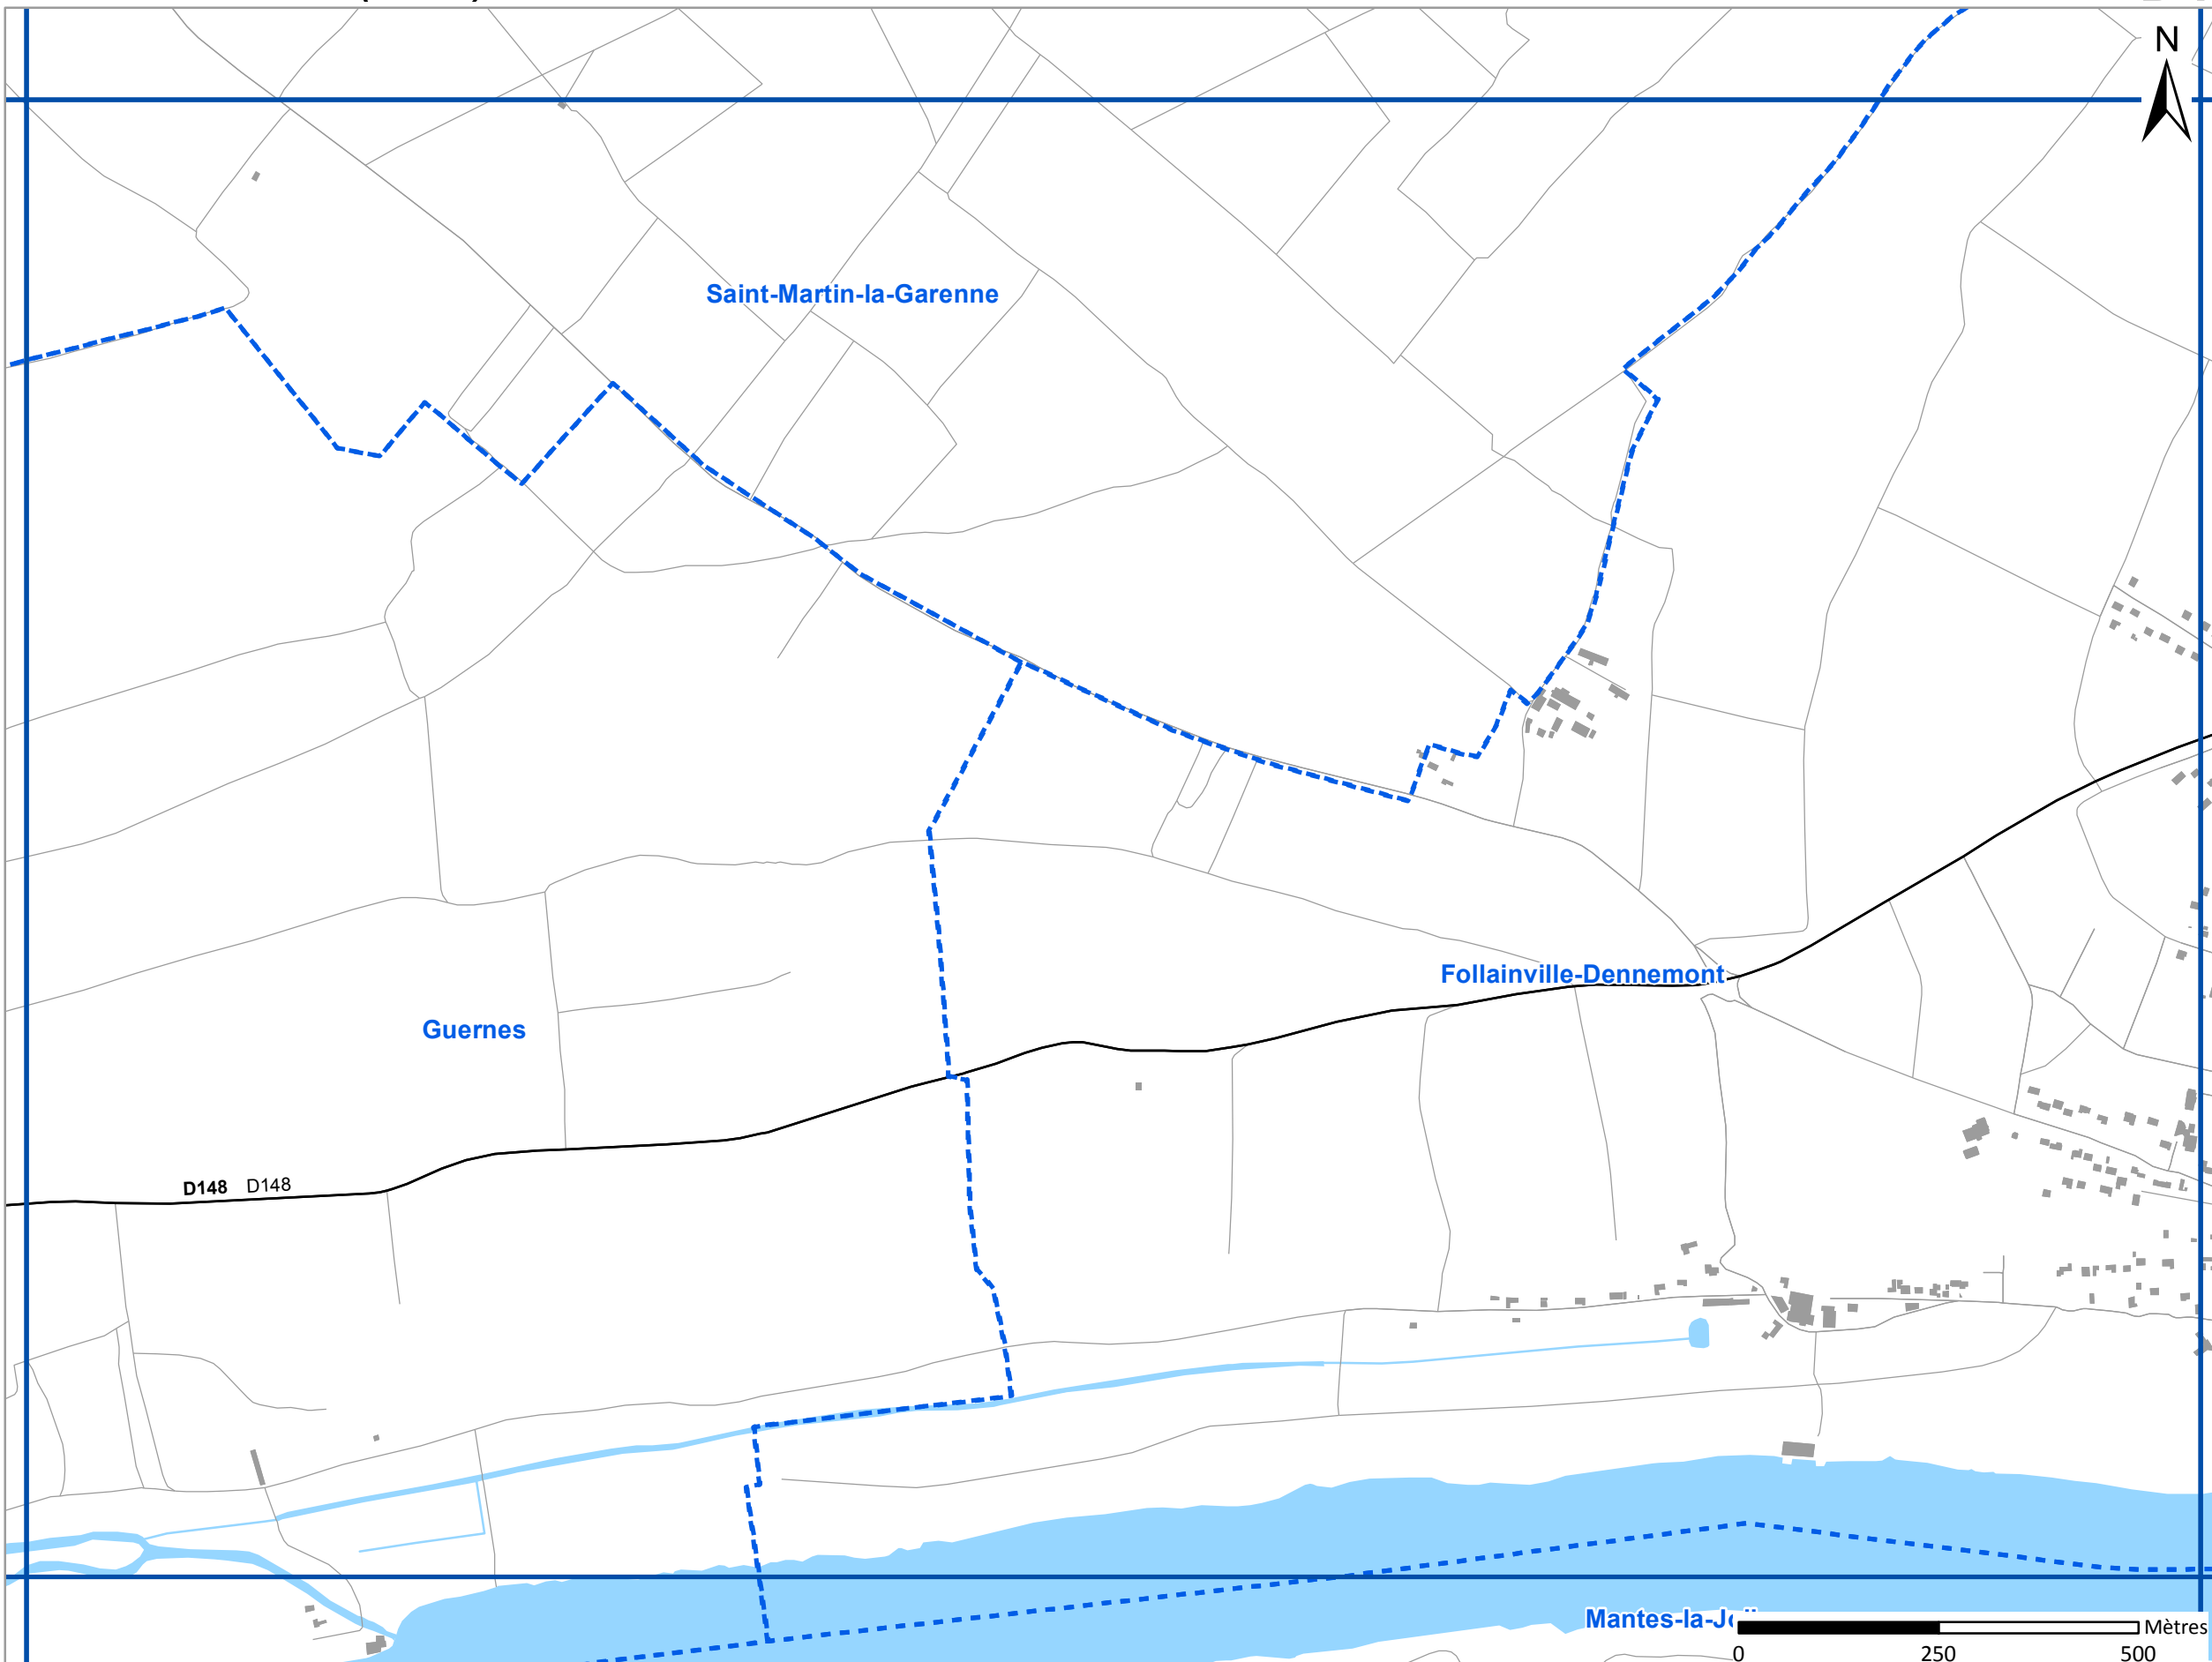 N
Saint-Martin-la-Garenne
Follainville-Dennemont
Guernes
D148 D148
Mètres
0 250 500